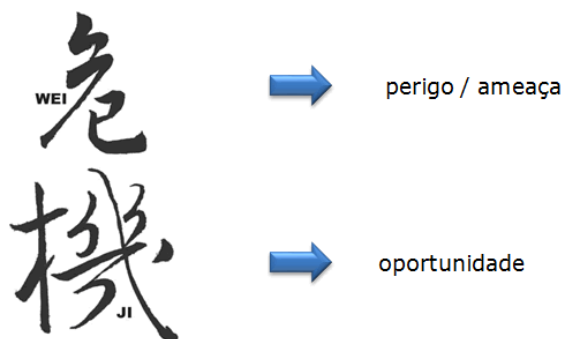 危
WEI
perigo / ameaça
機
JI
oportunidade